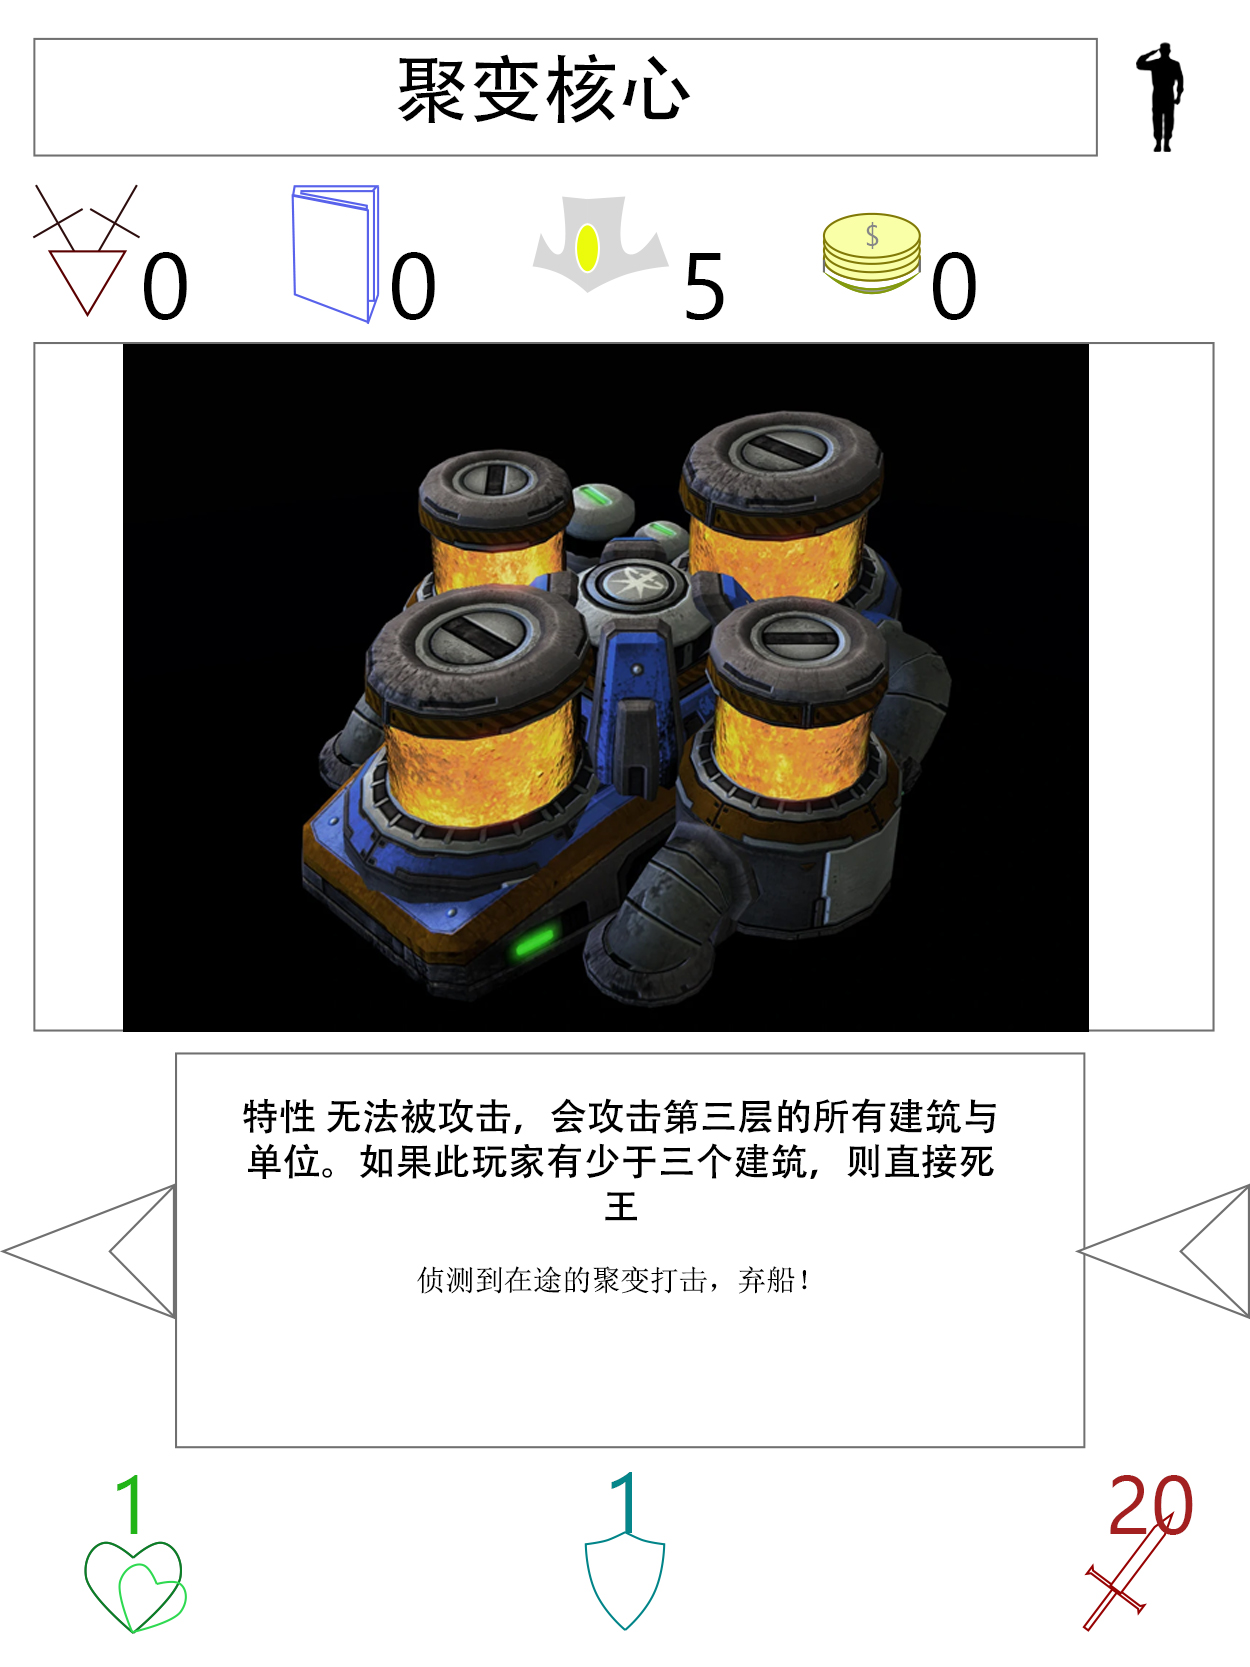 聚变核心
0 0 5 $ 0
特性 无法被攻击，会攻击第三层的所有建筑与
单位。如果此玩家有少于三个建筑，则直接死
王
侦测到在途的聚变打击，弃船！
1 1 20